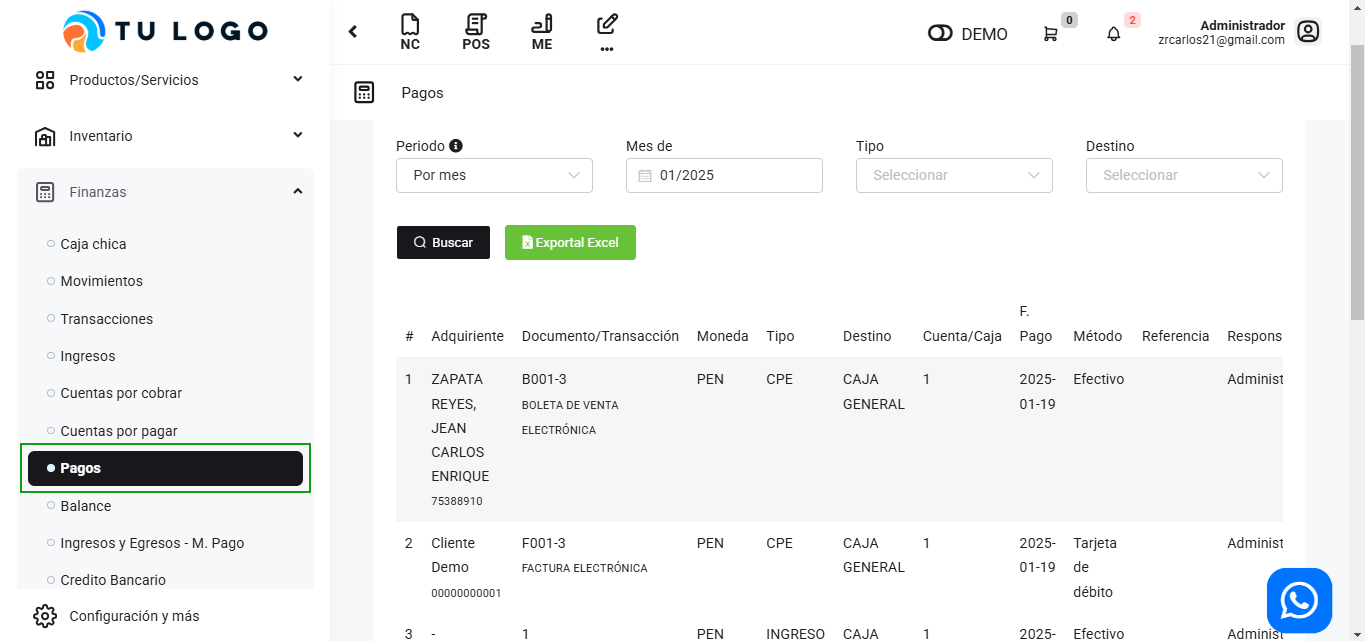 TU LOGO
Productos/Servicios
Inventario
Finanzas
Caja chica
Movimientos
Transacciones
Ingresos
Cuentas por cobrar
Cuentas por pagar
Pagos
Balance
Ingresos y Egresos - M. Pago
Credito Bancario
Configuración y más
NC POS ME ...
DEMO 0 2
Administrador
zrcarlos21@gmail.com
Pagos
Periodo Mes de Tipo Destino
Por mes 01/2025 Seleccionar Seleccionar
Buscar Exportal Excel
# Adquiriente Documento/Transacción Moneda Tipo Destino Cuenta/Caja F. Pago Método Referencia Respons
1 ZAPATA B001-3 PEN CPE CAJA 1 2025- Efectivo Administ
REYES, BOLETA DE VENTA GENERAL 01-19
JEAN ELECTRÓNICA
CARLOS
ENRIQUE
75388910
2 Cliente F001-3 PEN CPE CAJA 1 2025- Tarjeta Administ
Demo FACTURA ELECTRÓNICA GENERAL 01-19 de
00000000001 débito
3 - 1 PEN INGRESO CAJA 1 2025- Efectivo Administ